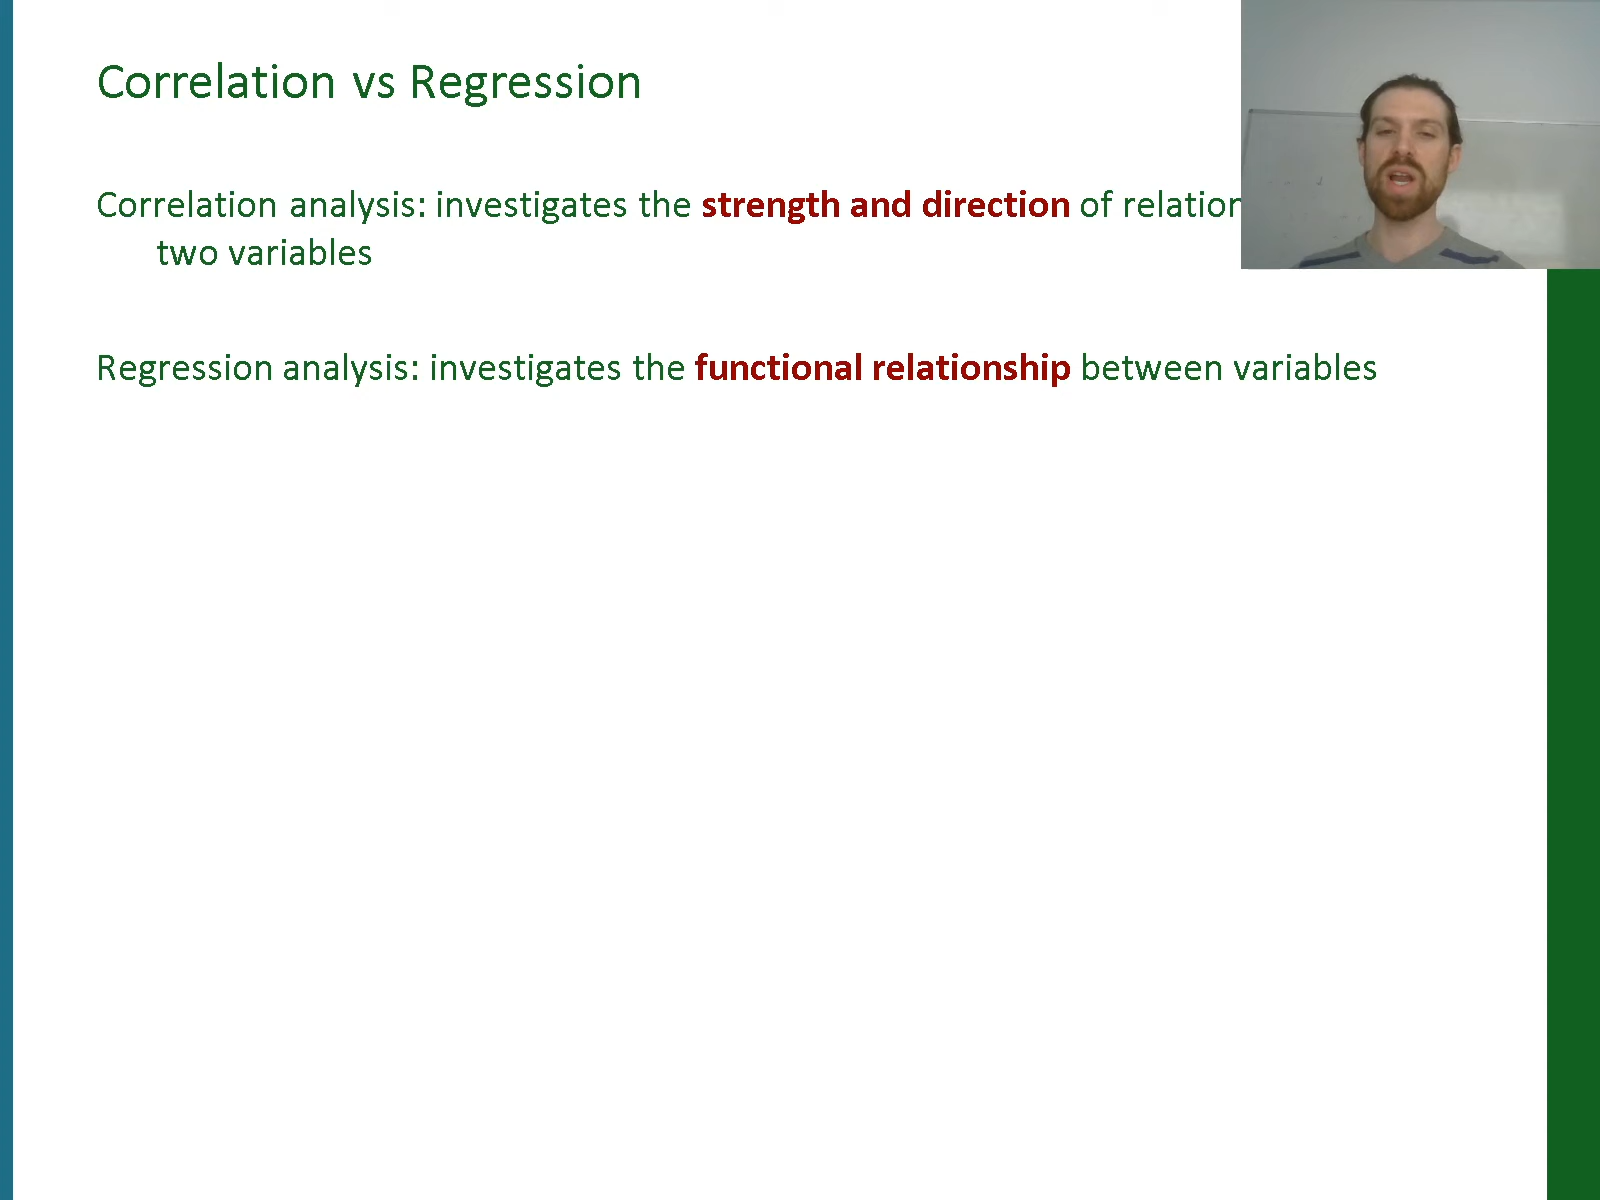 Correlation vs Regression
Correlation analysis: investigates the strength and direction of
two variables
Regression analysis: investigates the functional relationship between variables